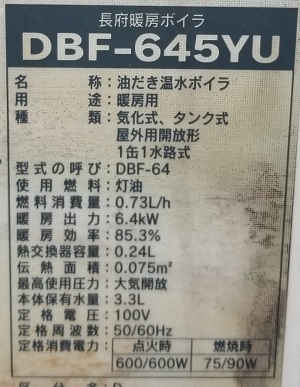 長府暖房ボイラ
DBF-645YU
名称：油だき温水ボイラ
用途：暖房用
種類：気化式、タンク式
屋外用開放形
1缶1水路式
型式の呼び：DBF-64
使用燃料：灯油
燃料消費量：0.73L/h
暖房出力：6.4kW
暖房効率：85.3%
熱交換器容量：0.24L
伝熱面積：0.075m²
最高使用圧力：大気開放
本体保有水量：3.3L
定格電圧：100V
定格周波数：50/60Hz
定格消費電力：点火時 燃焼時
600/600W 75/90W